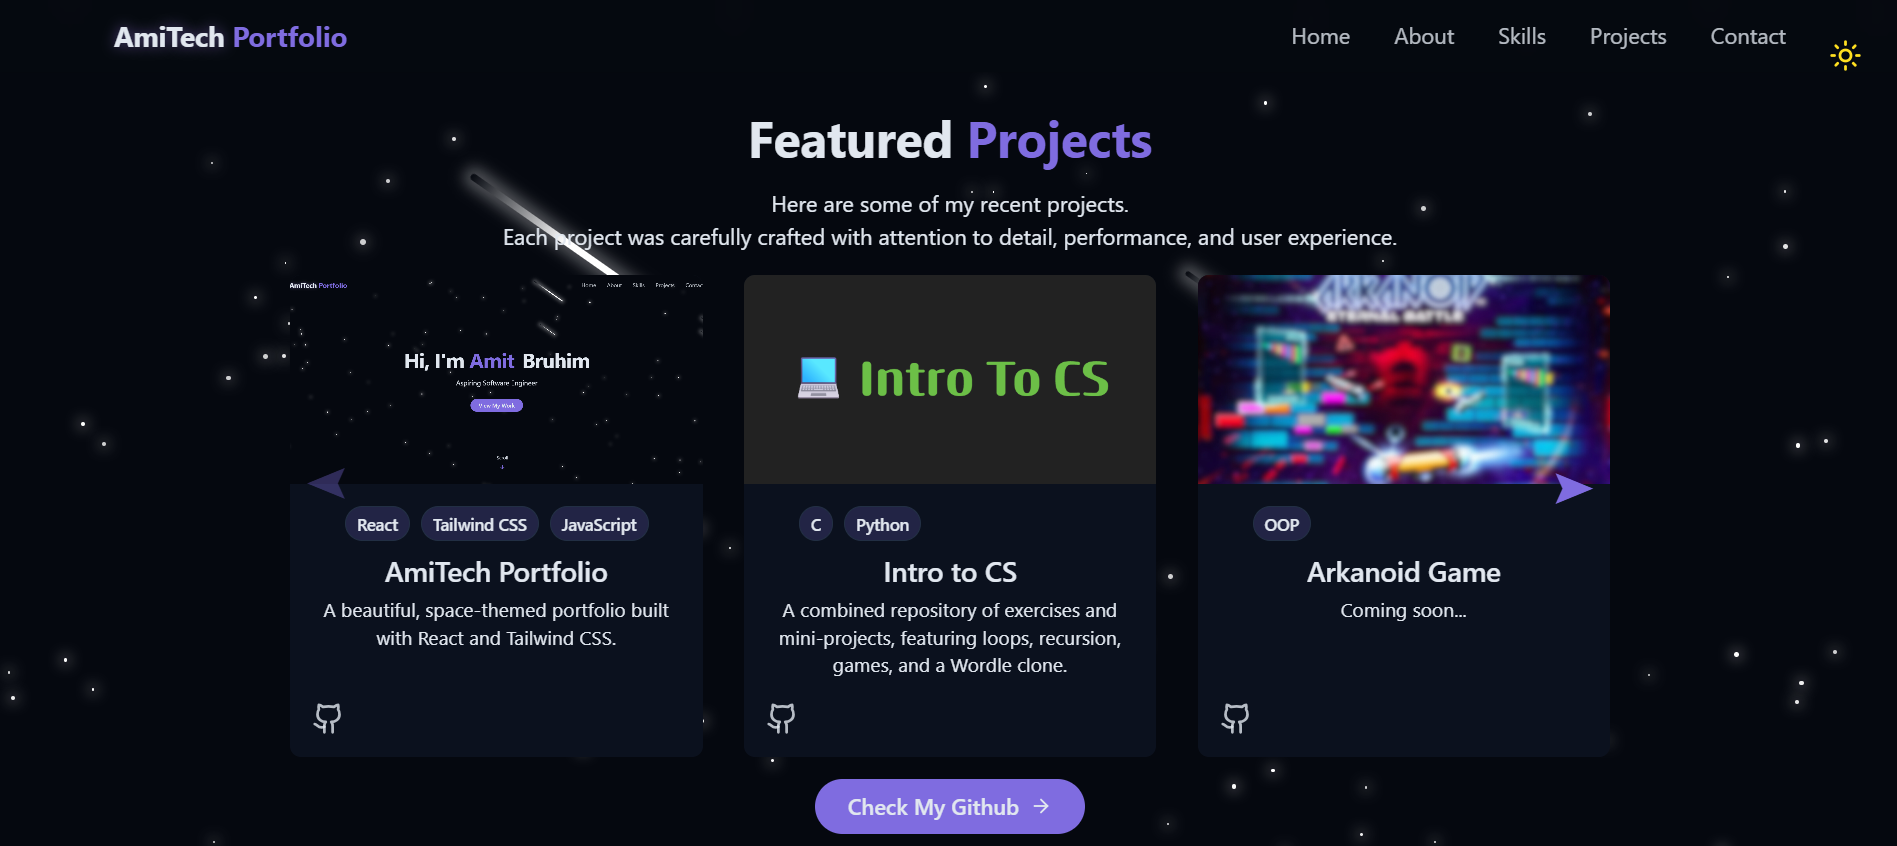 AmiTech Portfolio
Home About Skills Projects Contact
Featured Projects
Here are some of my recent projects.
Each project was carefully crafted with attention to detail, performance, and user experience.
AmiTech Portfolio
Home About Skills Projects Contac
Hi, I'm Amit Bruhim
Aspiring Software Engineer
View My Work
Scroll
React Tailwind CSS JavaScript
AmiTech Portfolio
A beautiful, space-themed portfolio built
with React and Tailwind CSS.
Intro To CS
C Python
Intro to CS
A combined repository of exercises and
mini-projects, featuring loops, recursion,
games, and a Wordle clone.
ARKANOID
ETERNAL BATTLE
OOP
Arkanoid Game
Coming soon...
Check My Github